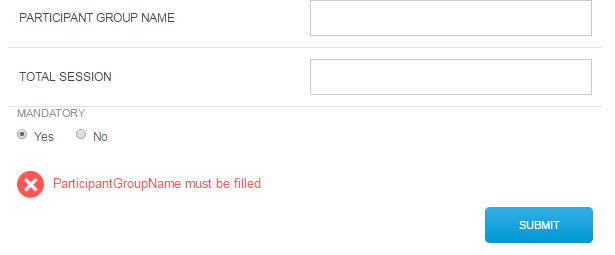 PARTICIPANT GROUP NAME
TOTAL SESSION
MANDATORY
Yes No
ParticipantGroupName must be filled
SUBMIT